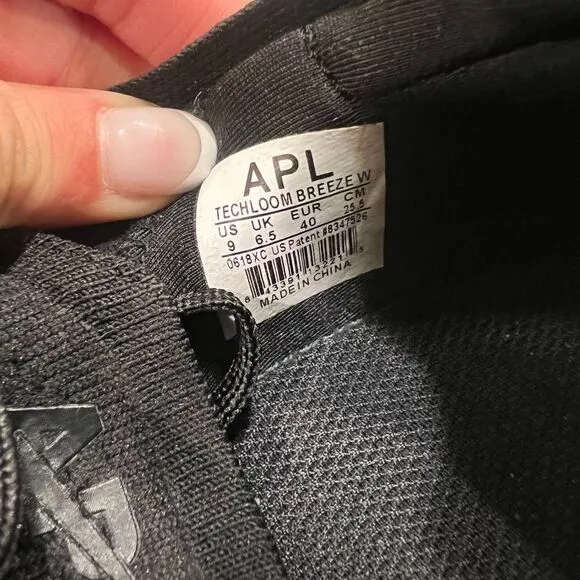 APL
TECHLOOM BREEZE W
US UK EUR CM
9 6.5 40 25.5
0618XC US Patent #8347526
MADE IN CHINA